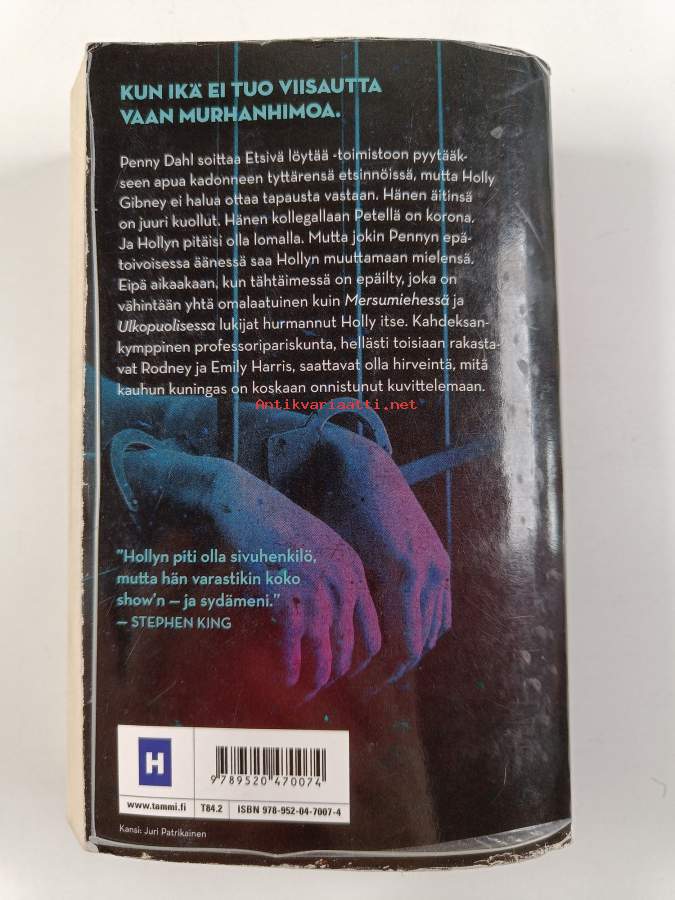 KUN IKÄ EI TUO VIISAUTTA
VAAN MURHANHIMOA.
Penny Dahl soittaa Etsivä löytää -toimistoon pyytääk-
seen apua kadonneen tyttärensä etsinnöissä, mutta Holly
Gibney ei halua ottaa tapausta vastaan. Hänen äitinsä
on juuri kuollut. Hänen kollegallaan Petellä on korona.
Ja Hollyn pitäisi olla lomalla. Mutta jokin Pennyn epä-
toivoisessa äänessä saa Hollyn muuttamaan mielensä.
Eipä aikaakaan, kun tähtäimessä on epäilty, joka on
vähintään yhtä omalaatuinen kuin Mersumiehessä ja
Ulkopuolisessa lukijat hurmannut Holly itse. Kahdeksan-
kymppinen professoripariskunta, hellästi toisiaan rakasta-
vat Rodney ja Emily Harris, saattavat olla hirveintä, mitä
kauhun kuningas on koskaan onnistunut kuvittelemaan.
Antikvariaatti.net
"Hollyn piti olla sivuhenkilö,
mutta hän varastikin koko
show'n – ja sydämeni."
– STEPHEN KING
H
9 789520 470074
www.tammi.fi
T84.2
ISBN 978-952-04-7007-4
Kansi: Juri Patrikainen